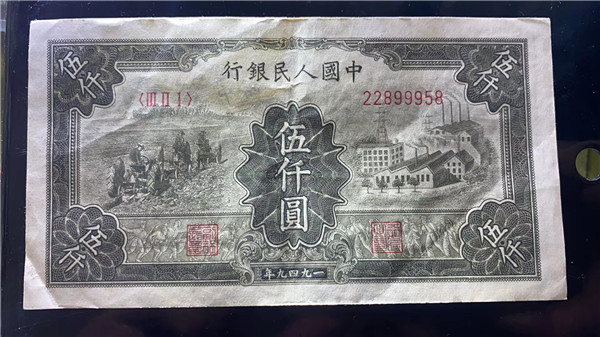 伍仟
中國人民銀行
伍仟
〈III II I〉
22899958
伍仟圓
伍仟
伍仟
一九四九年